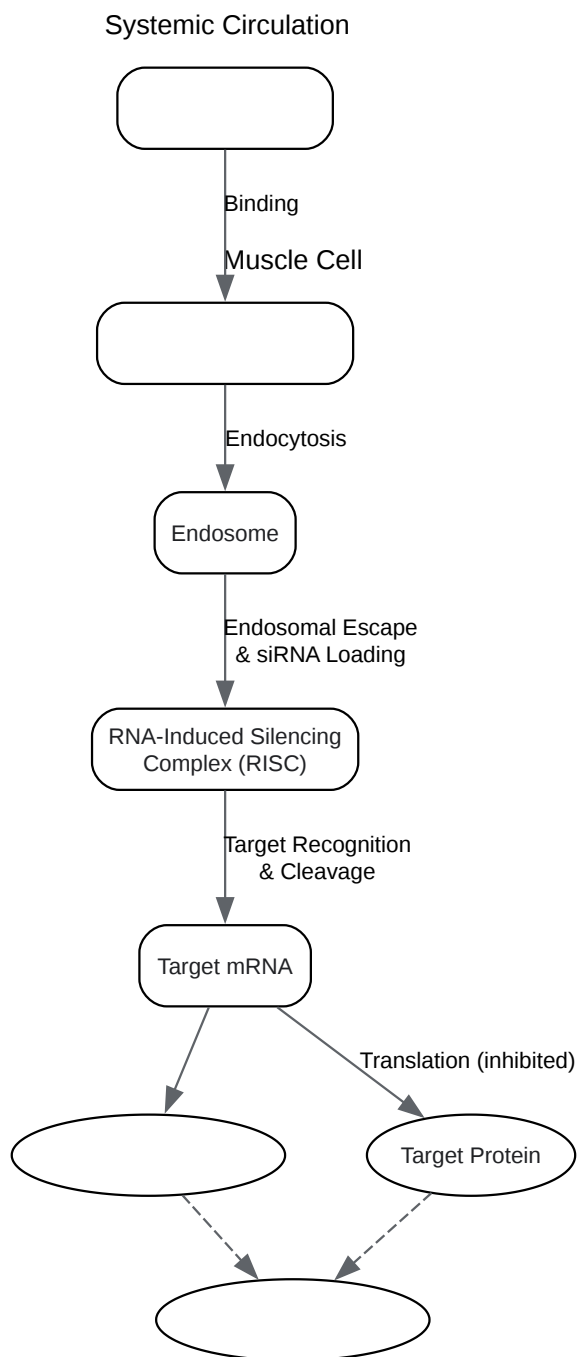 Systemic Circulation
Binding
Muscle Cell
Endocytosis
Endosome
Endosomal Escape
& siRNA Loading
RNA-Induced Silencing
Complex (RISC)
Target Recognition
& Cleavage
Target mRNA
Translation (inhibited)
Target Protein